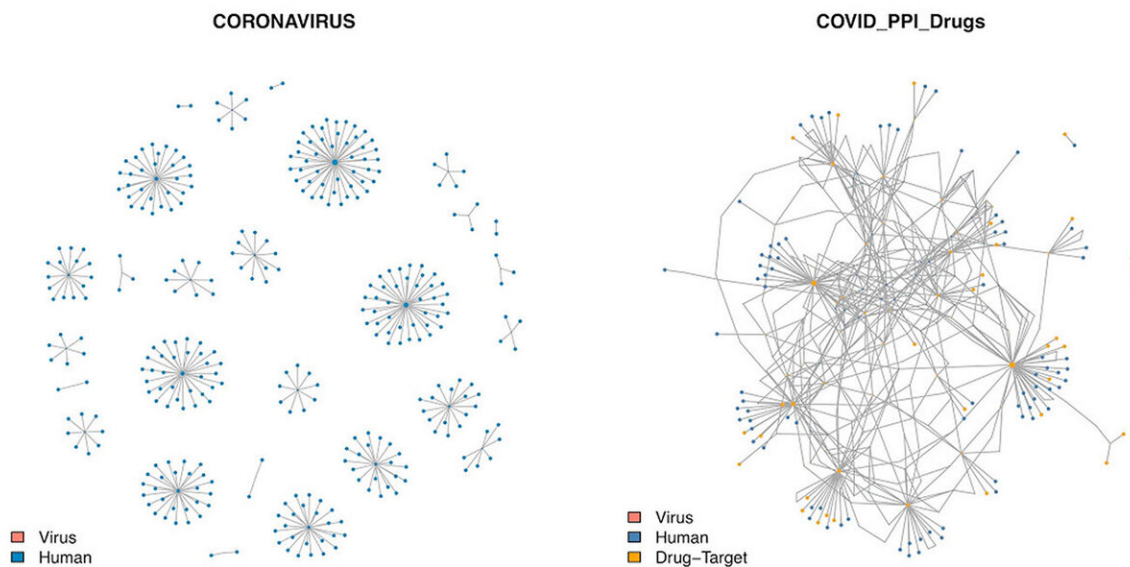 CORONAVIRUS
COVID_PPI_Drugs
Virus
Human
Virus
Human
Drug-Target